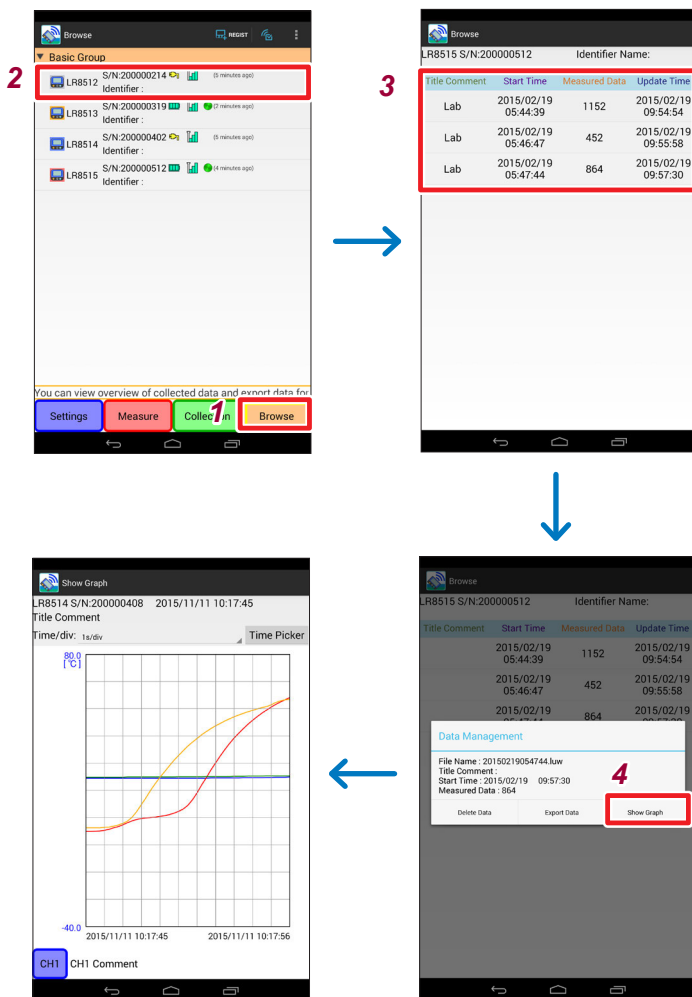 Browse
REGIST
Basic Group
2
LR8512
S/N:200000214
(5 minutes ago)
Identifier :
LR8513
S/N:200000319
(2 minutes ago)
Identifier :
LR8514
S/N:200000402
(5 minutes ago)
Identifier :
LR8515
S/N:200000512
(4 minutes ago)
Identifier :
You can view overview of collected data and export data for
1
Settings Measure Collection Browse
Browse
LR8515 S/N:200000512 Identifier Name:
3
Title Comment Start Time Measured Data Update Time
Lab 2015/02/19 05:44:39 1152 2015/02/19 09:54:54
Lab 2015/02/19 05:46:47 452 2015/02/19 09:55:58
Lab 2015/02/19 05:47:44 864 2015/02/19 09:57:30
Browse
LR8515 S/N:200000512 Identifier Name:
Title Comment Start Time Measured Data Update Time
2015/02/19 05:44:39 1152 2015/02/19 09:54:54
2015/02/19 05:46:47 452 2015/02/19 09:55:58
2015/02/19 05:47:44 864 2015/02/19 09:57:30
Data Management
File Name : 20150219054744.luw
Title Comment :
Start Time : 2015/02/19 09:57:30
Measured Data : 864
4
Delete Data Export Data Show Graph
Show Graph
LR8514 S/N:200000408 2015/11/11 10:17:45
Title Comment
Time/div: 1s/div Time Picker
80.0
[℃]
-40.0
2015/11/11 10:17:45 2015/11/11 10:17:56
CH1 CH1 Comment